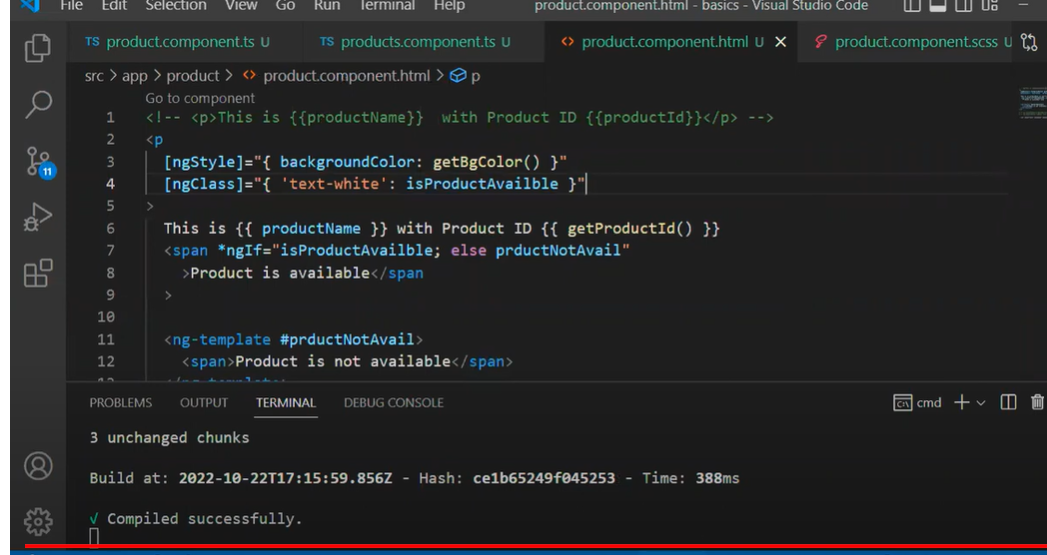 File Edit Selection View Go Run Terminal Help product.component.html - basics - Visual Studio Code
TS product.component.ts U TS products.component.ts U <> product.component.html U × product.component.scss U
src > app > product > <> product.component.html > p
Go to component
1 <!-- <p>This is {{productName}}  with Product ID {{productId}}</p> -->
2 <p
3 [ngStyle]="{ backgroundColor: getBgColor() }"
4 [ngClass]="{ 'text-white': isProductAvailble }"
5 >
6 This is {{ productName }} with Product ID {{ getProductId() }}
7 <span *ngIf="isProductAvailble; else prductNotAvail"
8 >Product is available</span
9 >
10
11 <ng-template #prductNotAvail>
12 <span>Product is not available</span>
PROBLEMS OUTPUT TERMINAL DEBUG CONSOLE cmd
3 unchanged chunks
Build at: 2022-10-22T17:15:59.856Z - Hash: ce1b65249f045253 - Time: 388ms
√ Compiled successfully.
11